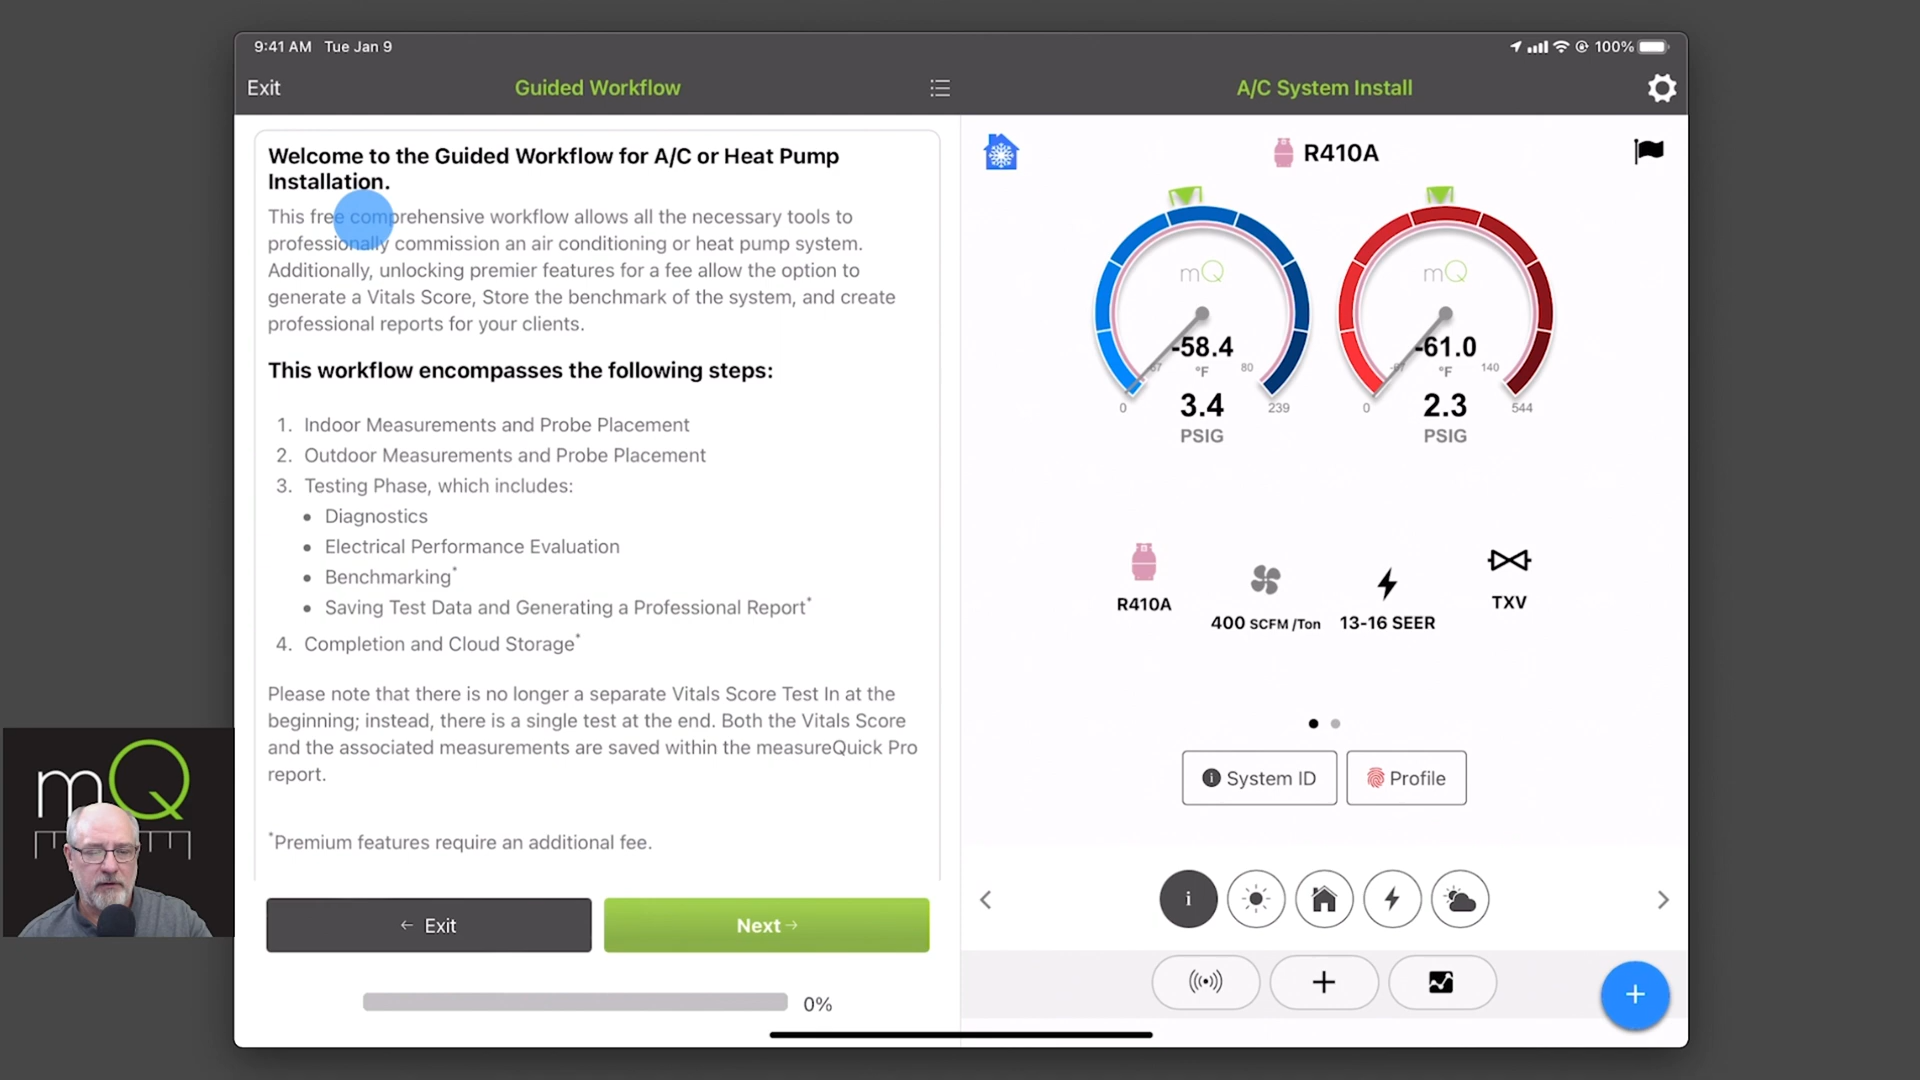 9:41 AM Tue Jan 9
100%
Exit
Guided Workflow
A/C System Install
Welcome to the Guided Workflow for A/C or Heat Pump
Installation.
This free comprehensive workflow allows all the necessary tools to
professionally commission an air conditioning or heat pump system.
Additionally, unlocking premier features for a fee allow the option to
generate a Vitals Score, Store the benchmark of the system, and create
professional reports for your clients.
This workflow encompasses the following steps:
1. Indoor Measurements and Probe Placement
2. Outdoor Measurements and Probe Placement
3. Testing Phase, which includes:
• Diagnostics
• Electrical Performance Evaluation
• Benchmarking*
• Saving Test Data and Generating a Professional Report*
4. Completion and Cloud Storage*
Please note that there is no longer a separate Vitals Score Test In at the
beginning; instead, there is a single test at the end. Both the Vitals Score
and the associated measurements are saved within the measureQuick Pro
report.
*Premium features require an additional fee.
← Exit
Next →
0%
R410A
mQ
-58.4
°F
80
3.4
0
239
PSIG
mQ
-61.0
°F
-67
140
2.3
0
544
PSIG
R410A
400 SCFM /Ton
13-16 SEER
TXV
System ID
Profile
mQ